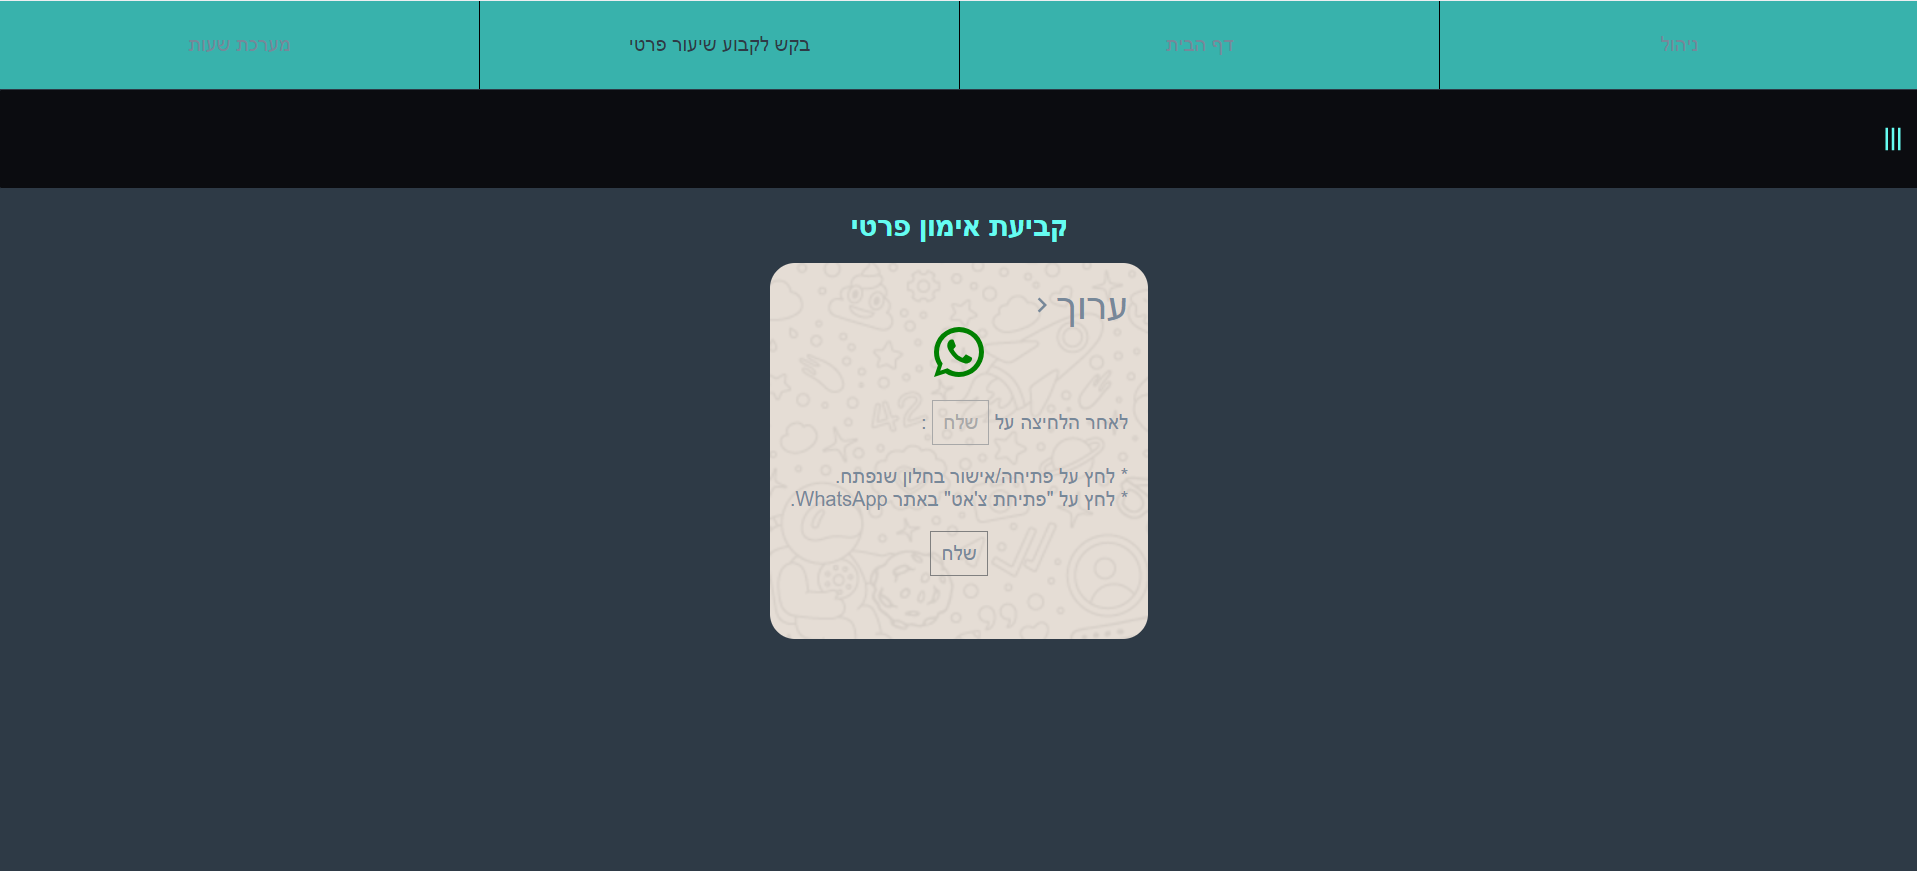 ניהול
דף הבית
בקש לקבוע שיעור פרטי
מערכת שעות
קביעת אימון פרטי
ערוך
לאחר הלחיצה על שלח :
* לחץ על פתיחה/אישור בחלון שנפתח.
* לחץ על "פתיחת צ'אט" באתר WhatsApp.
שלח